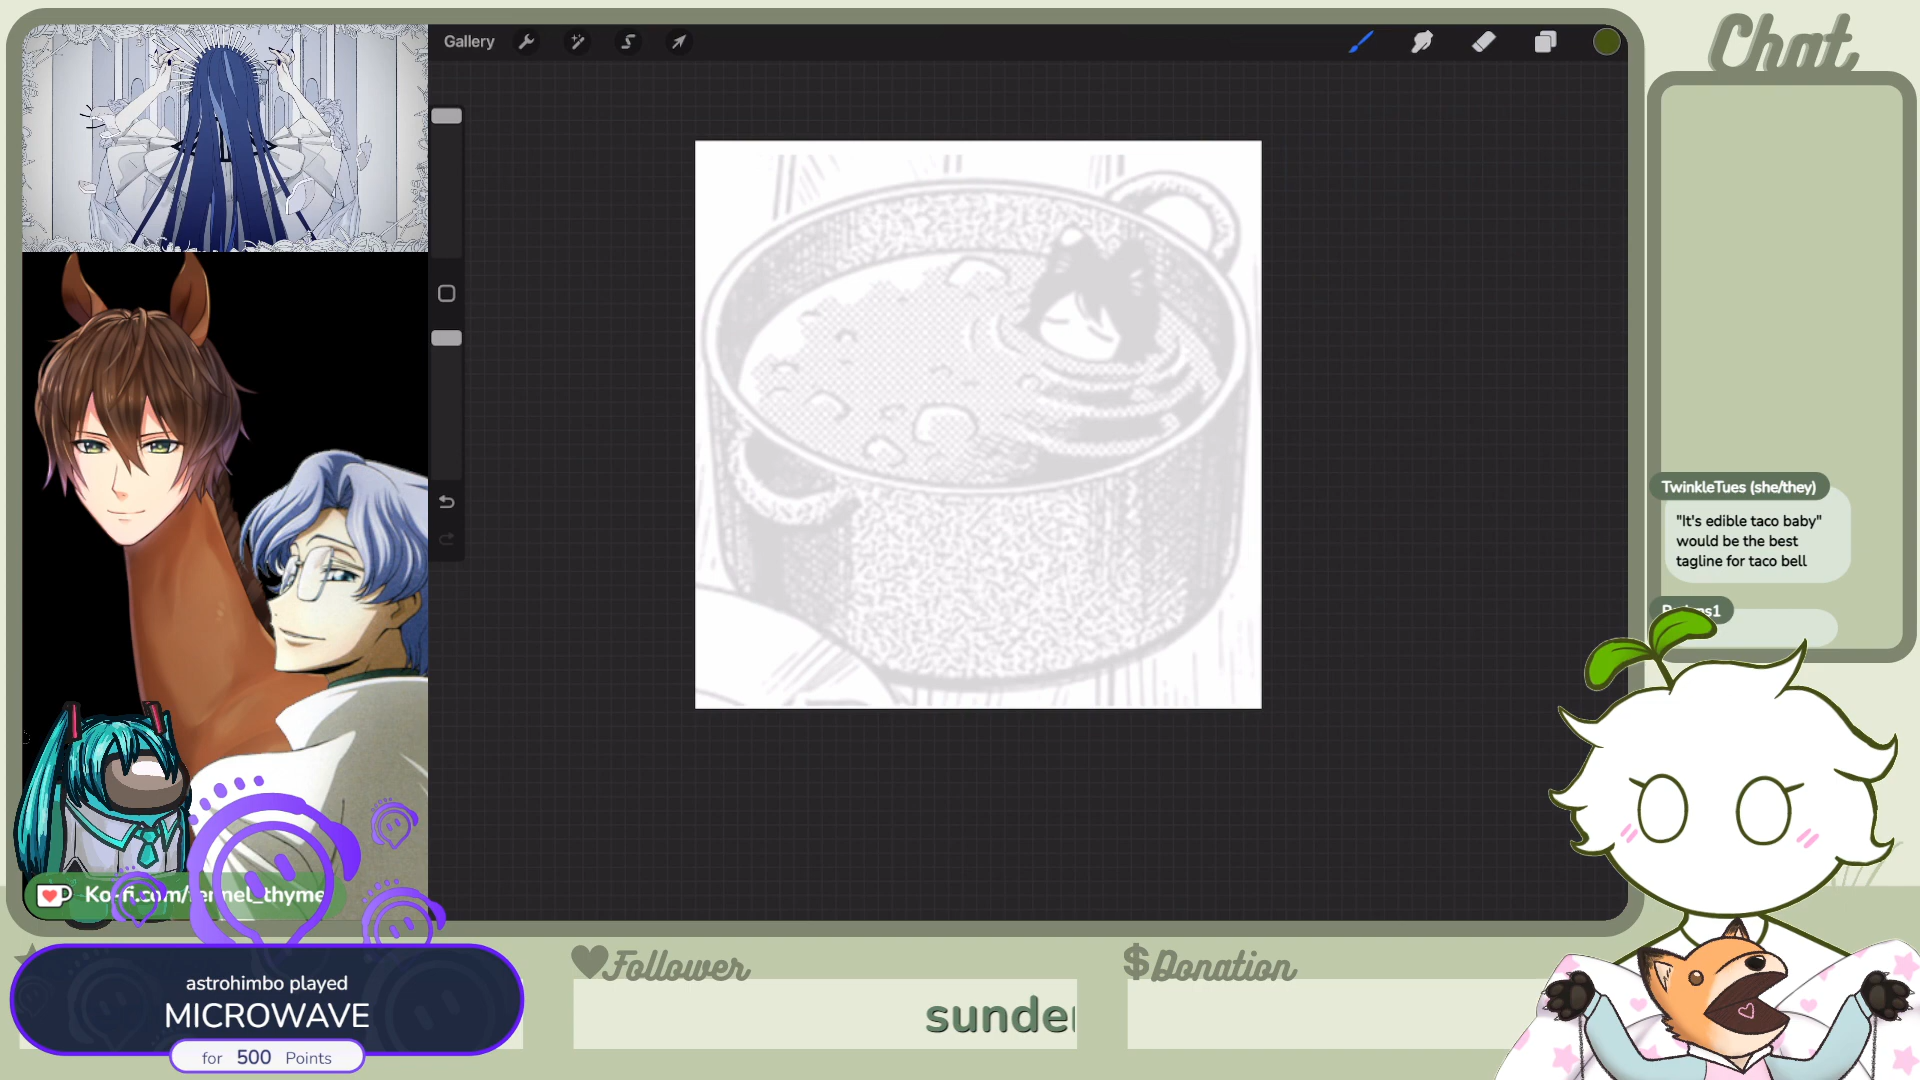 Gallery
Chat
TwinkleTues (she/they)
"It's edible taco baby"
would be the best
tagline for taco bell
Follower
Donation
astrohimbo played
MICROWAVE
for 500 Points